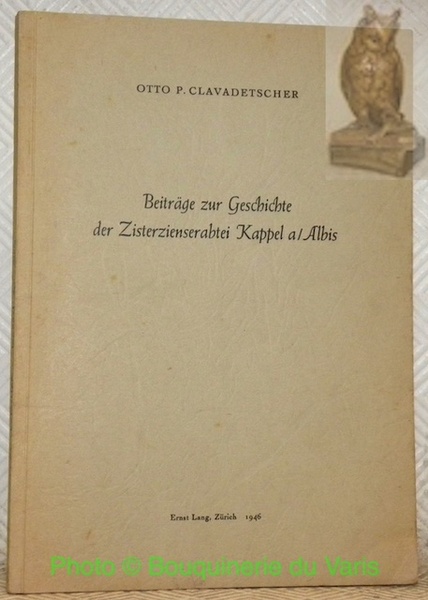 OTTO P. CLAVADETSCHER
Beiträge zur Geschichte
der Zisterzienserabtei Kappel a/Albis
Ernst Lang, Zürich 1946
Photo © Bouquinerie du Varis